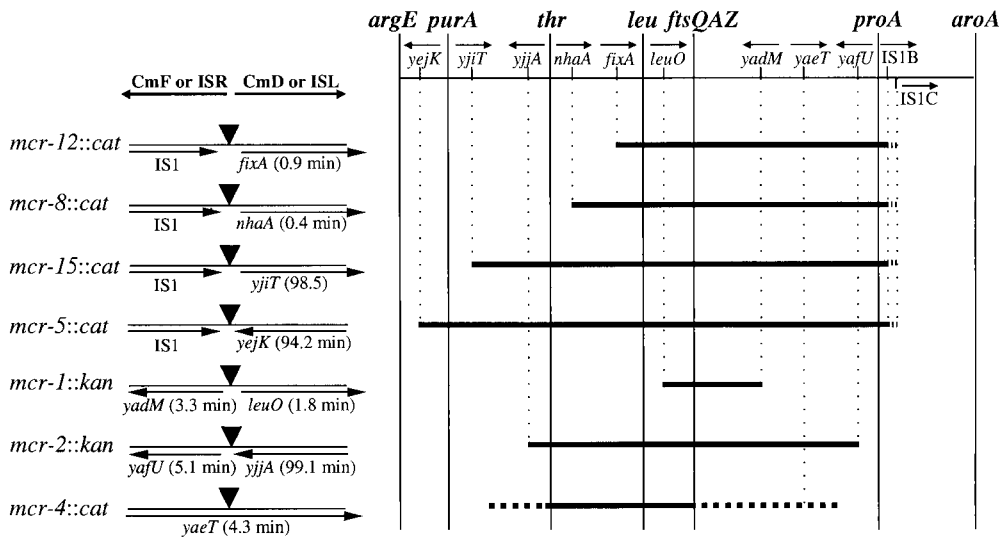 argE purA thr leu ftsQAZ proA aroA
yejK yjiT yjjA nhaA fixA leuO yadM yaeT yafU IS1B
IS1C
CmF or ISR CmD or ISL
mcr-12::cat
IS1 fixA (0.9 min)
mcr-8::cat
IS1 nhaA (0.4 min)
mcr-15::cat
IS1 yjiT (98.5)
mcr-5::cat
IS1 yejK (94.2 min)
mcr-1::kan
yadM (3.3 min) leuO (1.8 min)
mcr-2::kan
yafU (5.1 min) yjjA (99.1 min)
mcr-4::cat
yaeT (4.3 min)